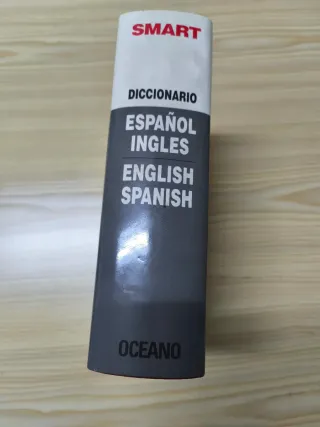 SMART
DICCIONARIO
ESPAÑOL
INGLES
ENGLISH
SPANISH
OCEANO